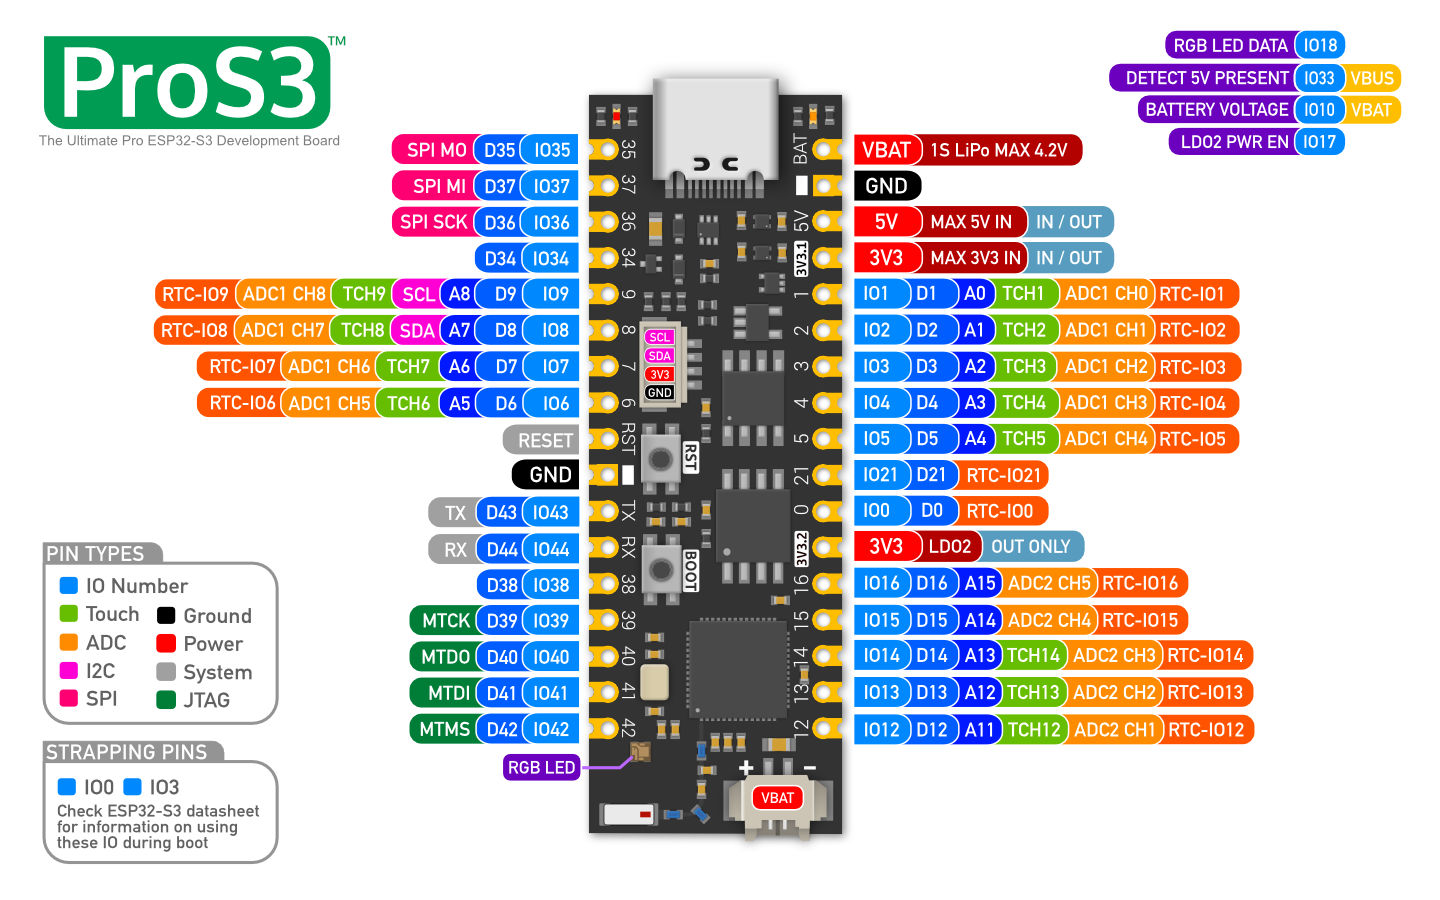 ProS3™
The Ultimate Pro ESP32-S3 Development Board
RGB LED DATA IO18
DETECT 5V PRESENT IO33 VBUS
BATTERY VOLTAGE IO10 VBAT
LDO2 PWR EN IO17
SPI MO D35 IO35 35
SPI MI D37 IO37 37
SPI SCK D36 IO36 36
D34 IO34 34
RTC-IO9 ADC1 CH8 TCH9 SCL A8 D9 IO9 9
RTC-IO8 ADC1 CH7 TCH8 SDA A7 D8 IO8 8
RTC-IO7 ADC1 CH6 TCH7 A6 D7 IO7 7
RTC-IO6 ADC1 CH5 TCH6 A5 D6 IO6 6
RESET RST
GND
TX D43 IO43 TX
RX D44 IO44 RX
D38 IO38 38
MTCK D39 IO39 39
MTDO D40 IO40 40
MTDI D41 IO41 41
MTMS D42 IO42 42
RGB LED
SCL
SDA
3V3
GND
RST
BOOT
+ −
VBAT
BAT VBAT 1S LiPo MAX 4.2V
GND
5V 5V MAX 5V IN IN / OUT
3V3.1 3V3 MAX 3V3 IN IN / OUT
1 IO1 D1 A0 TCH1 ADC1 CH0 RTC-IO1
2 IO2 D2 A1 TCH2 ADC1 CH1 RTC-IO2
3 IO3 D3 A2 TCH3 ADC1 CH2 RTC-IO3
4 IO4 D4 A3 TCH4 ADC1 CH3 RTC-IO4
5 IO5 D5 A4 TCH5 ADC1 CH4 RTC-IO5
21 IO21 D21 RTC-IO21
0 IO0 D0 RTC-IO0
3V3.2 3V3 LDO2 OUT ONLY
16 IO16 D16 A15 ADC2 CH5 RTC-IO16
15 IO15 D15 A14 ADC2 CH4 RTC-IO15
14 IO14 D14 A13 TCH14 ADC2 CH3 RTC-IO14
13 IO13 D13 A12 TCH13 ADC2 CH2 RTC-IO13
12 IO12 D12 A11 TCH12 ADC2 CH1 RTC-IO12
PIN TYPES
IO Number
Touch
ADC
I2C
SPI
Ground
Power
System
JTAG
STRAPPING PINS
IO0 IO3
Check ESP32-S3 datasheet
for information on using
these IO during boot